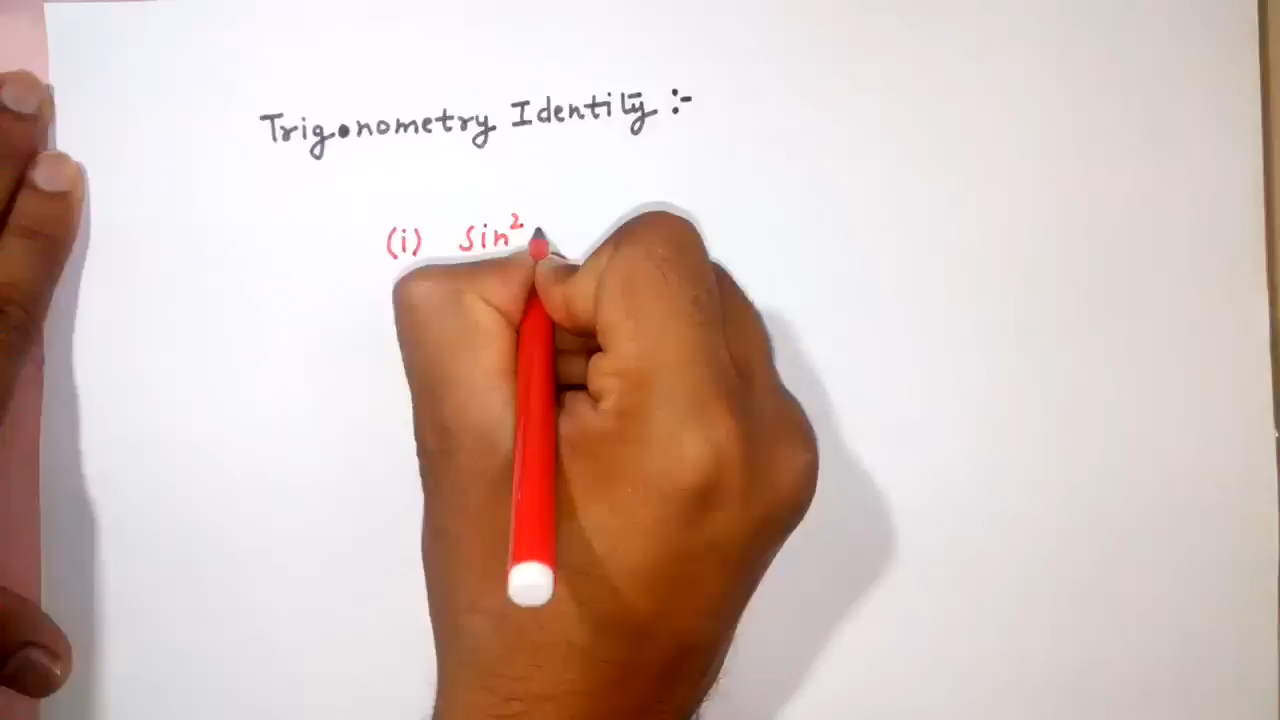 Trigonometry Identity :-
(i) Sin²